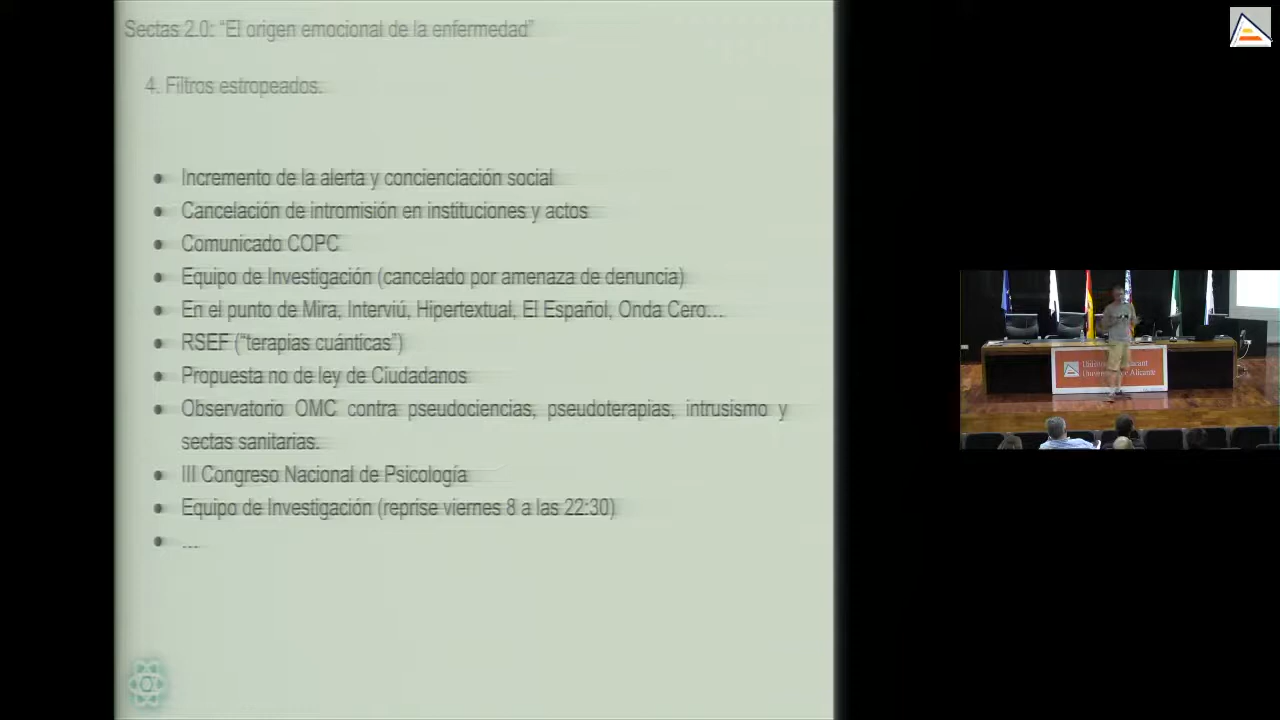 Sectas 2.0: “El origen emocional de la enfermedad”
4. Filtros estropeados.
• Incremento de la alerta y concienciación social
• Cancelación de intromisión en instituciones y actos
• Comunicado COPC
• Equipo de Investigación (cancelado por amenaza de denuncia)
• En el punto de Mira, Interviú, Hipertextual, El Español, Onda Cero...
• RSEF (“terapias cuánticas”)
• Propuesta no de ley de Ciudadanos
• Observatorio OMC contra pseudociencias, pseudoterapias, intrusismo y
sectas sanitarias.
• III Congreso Nacional de Psicología
• Equipo de Investigación (reprise viernes 8 a las 22:30)
• ...